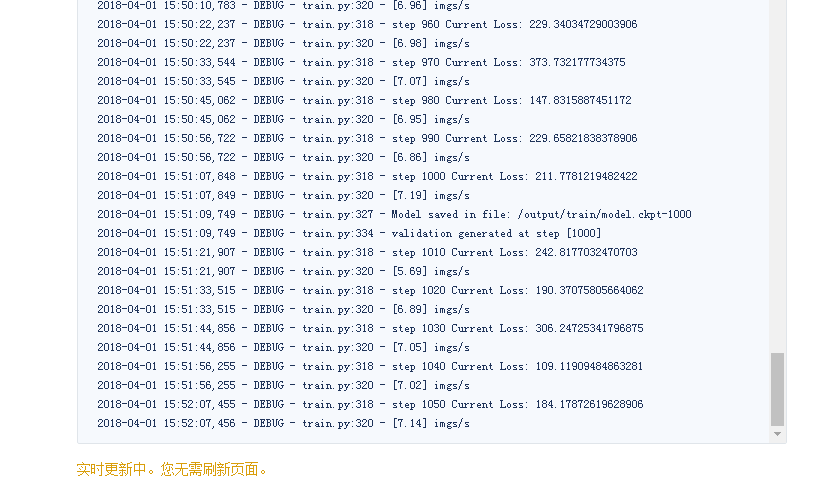 2018-04-01 15:50:10,783 - DEBUG - train.py:320 - [6.96] imgs/s
2018-04-01 15:50:22,237 - DEBUG - train.py:318 - step 960 Current Loss: 229.34034729003906
2018-04-01 15:50:22,237 - DEBUG - train.py:320 - [6.98] imgs/s
2018-04-01 15:50:33,544 - DEBUG - train.py:318 - step 970 Current Loss: 373.732177734375
2018-04-01 15:50:33,545 - DEBUG - train.py:320 - [7.07] imgs/s
2018-04-01 15:50:45,062 - DEBUG - train.py:318 - step 980 Current Loss: 147.8315887451172
2018-04-01 15:50:45,062 - DEBUG - train.py:320 - [6.95] imgs/s
2018-04-01 15:50:56,722 - DEBUG - train.py:318 - step 990 Current Loss: 229.65821838378906
2018-04-01 15:50:56,722 - DEBUG - train.py:320 - [6.86] imgs/s
2018-04-01 15:51:07,848 - DEBUG - train.py:318 - step 1000 Current Loss: 211.7781219482422
2018-04-01 15:51:07,849 - DEBUG - train.py:320 - [7.19] imgs/s
2018-04-01 15:51:09,749 - DEBUG - train.py:327 - Model saved in file: /output/train/model.ckpt-1000
2018-04-01 15:51:09,749 - DEBUG - train.py:334 - validation generated at step [1000]
2018-04-01 15:51:21,907 - DEBUG - train.py:318 - step 1010 Current Loss: 242.8177032470703
2018-04-01 15:51:21,907 - DEBUG - train.py:320 - [5.69] imgs/s
2018-04-01 15:51:33,515 - DEBUG - train.py:318 - step 1020 Current Loss: 190.37075805664062
2018-04-01 15:51:33,515 - DEBUG - train.py:320 - [6.89] imgs/s
2018-04-01 15:51:44,856 - DEBUG - train.py:318 - step 1030 Current Loss: 306.24725341796875
2018-04-01 15:51:44,856 - DEBUG - train.py:320 - [7.05] imgs/s
2018-04-01 15:51:56,255 - DEBUG - train.py:318 - step 1040 Current Loss: 109.11909484863281
2018-04-01 15:51:56,255 - DEBUG - train.py:320 - [7.02] imgs/s
2018-04-01 15:52:07,455 - DEBUG - train.py:318 - step 1050 Current Loss: 184.17872619628906
2018-04-01 15:52:07,456 - DEBUG - train.py:320 - [7.14] imgs/s
实时更新中。您无需刷新页面。